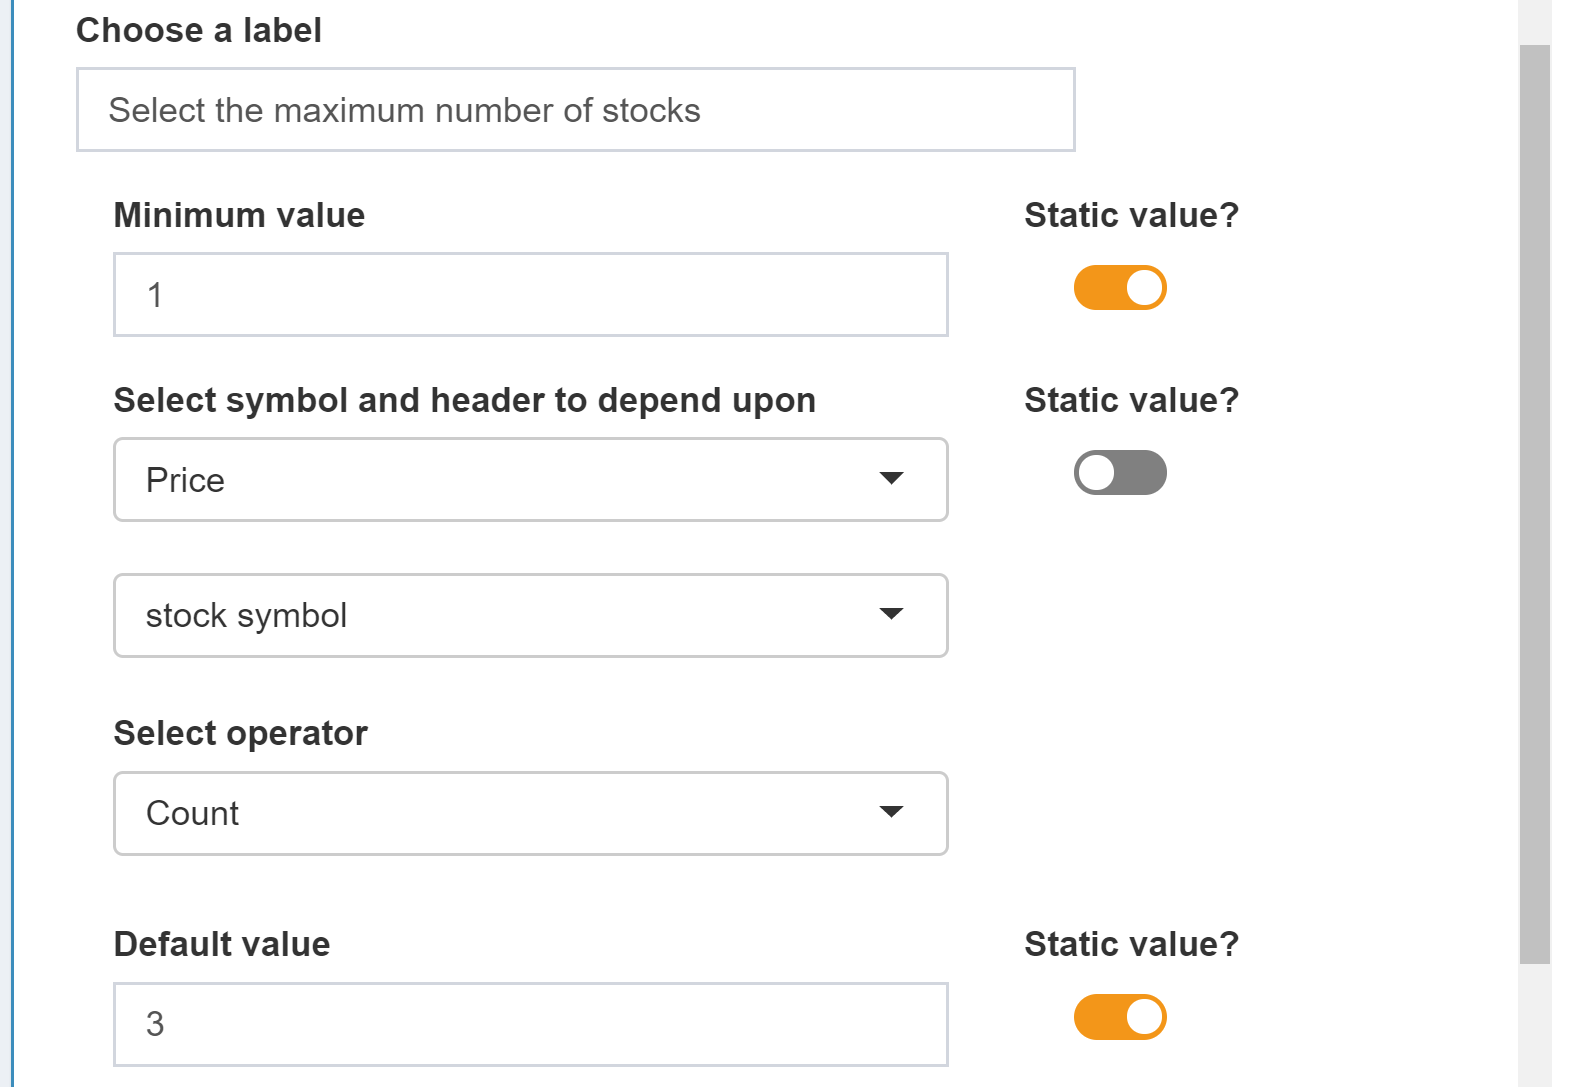 Choose a label
Select the maximum number of stocks
Minimum value
Static value?
1
Select symbol and header to depend upon
Static value?
Price
stock symbol
Select operator
Count
Default value
Static value?
3